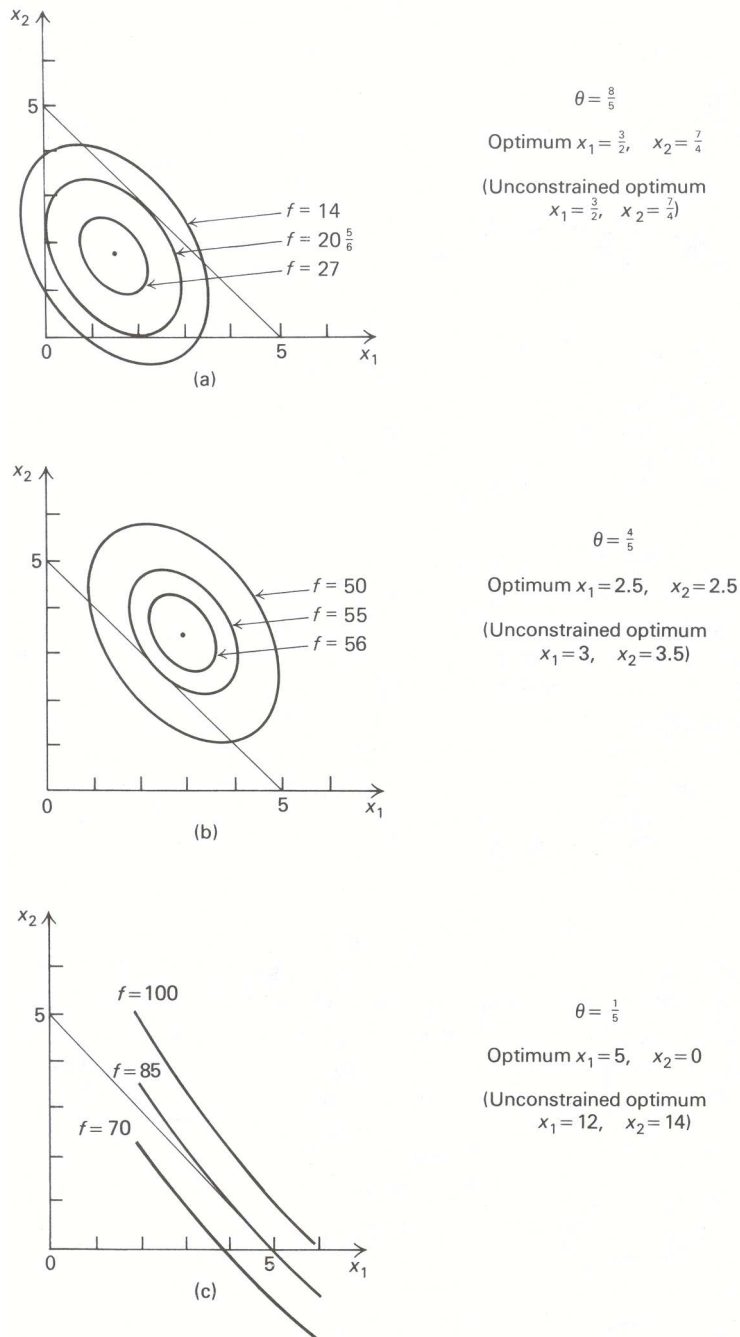 x₂
5
f = 14
f = 20 5/6
f = 27
0
5
x₁
(a)
θ = 8/5
Optimum x₁ = 3/2, x₂ = 7/4
(Unconstrained optimum
x₁ = 3/2, x₂ = 7/4)
x₂
5
f = 50
f = 55
f = 56
0
5
x₁
(b)
θ = 4/5
Optimum x₁ = 2.5, x₂ = 2.5
(Unconstrained optimum
x₁ = 3, x₂ = 3.5)
x₂
f = 100
5
f = 85
f = 70
0
5
x₁
(c)
θ = 1/5
Optimum x₁ = 5, x₂ = 0
(Unconstrained optimum
x₁ = 12, x₂ = 14)